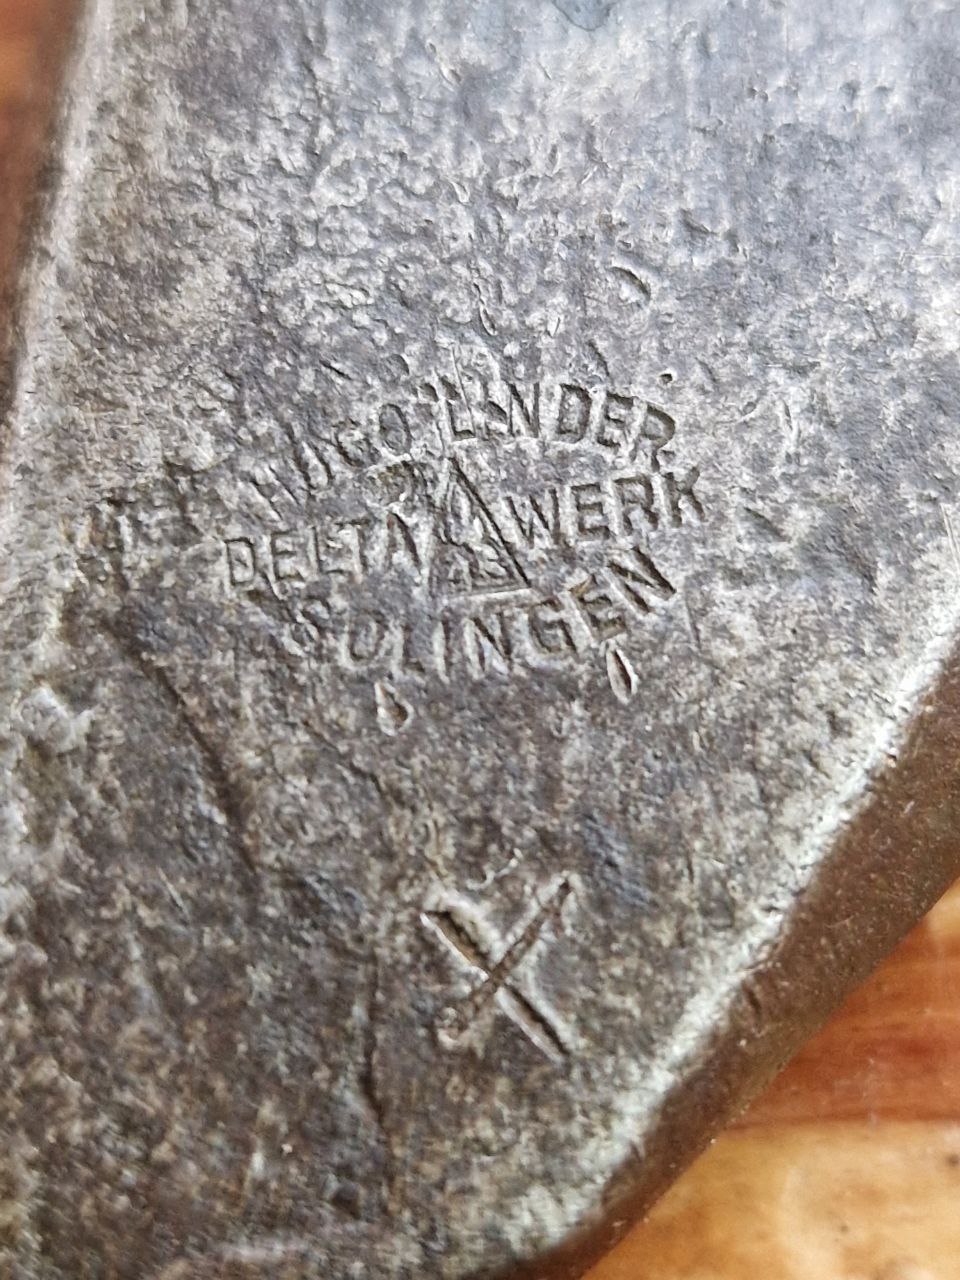 HUGO LINDER
DELTA WERK
SOLINGEN
X